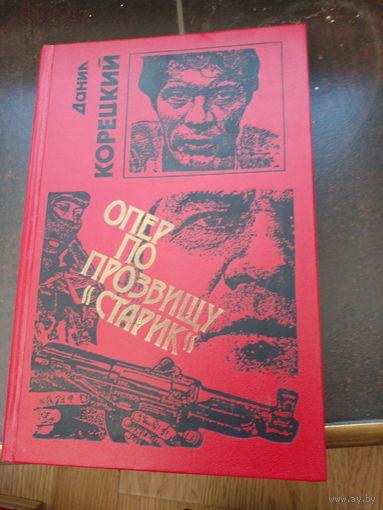 Данил
КОРЕЦКИЙ
ОПЕР
ПО
ПРОЗВИЩУ
"СТАРИК"
www.ay.by